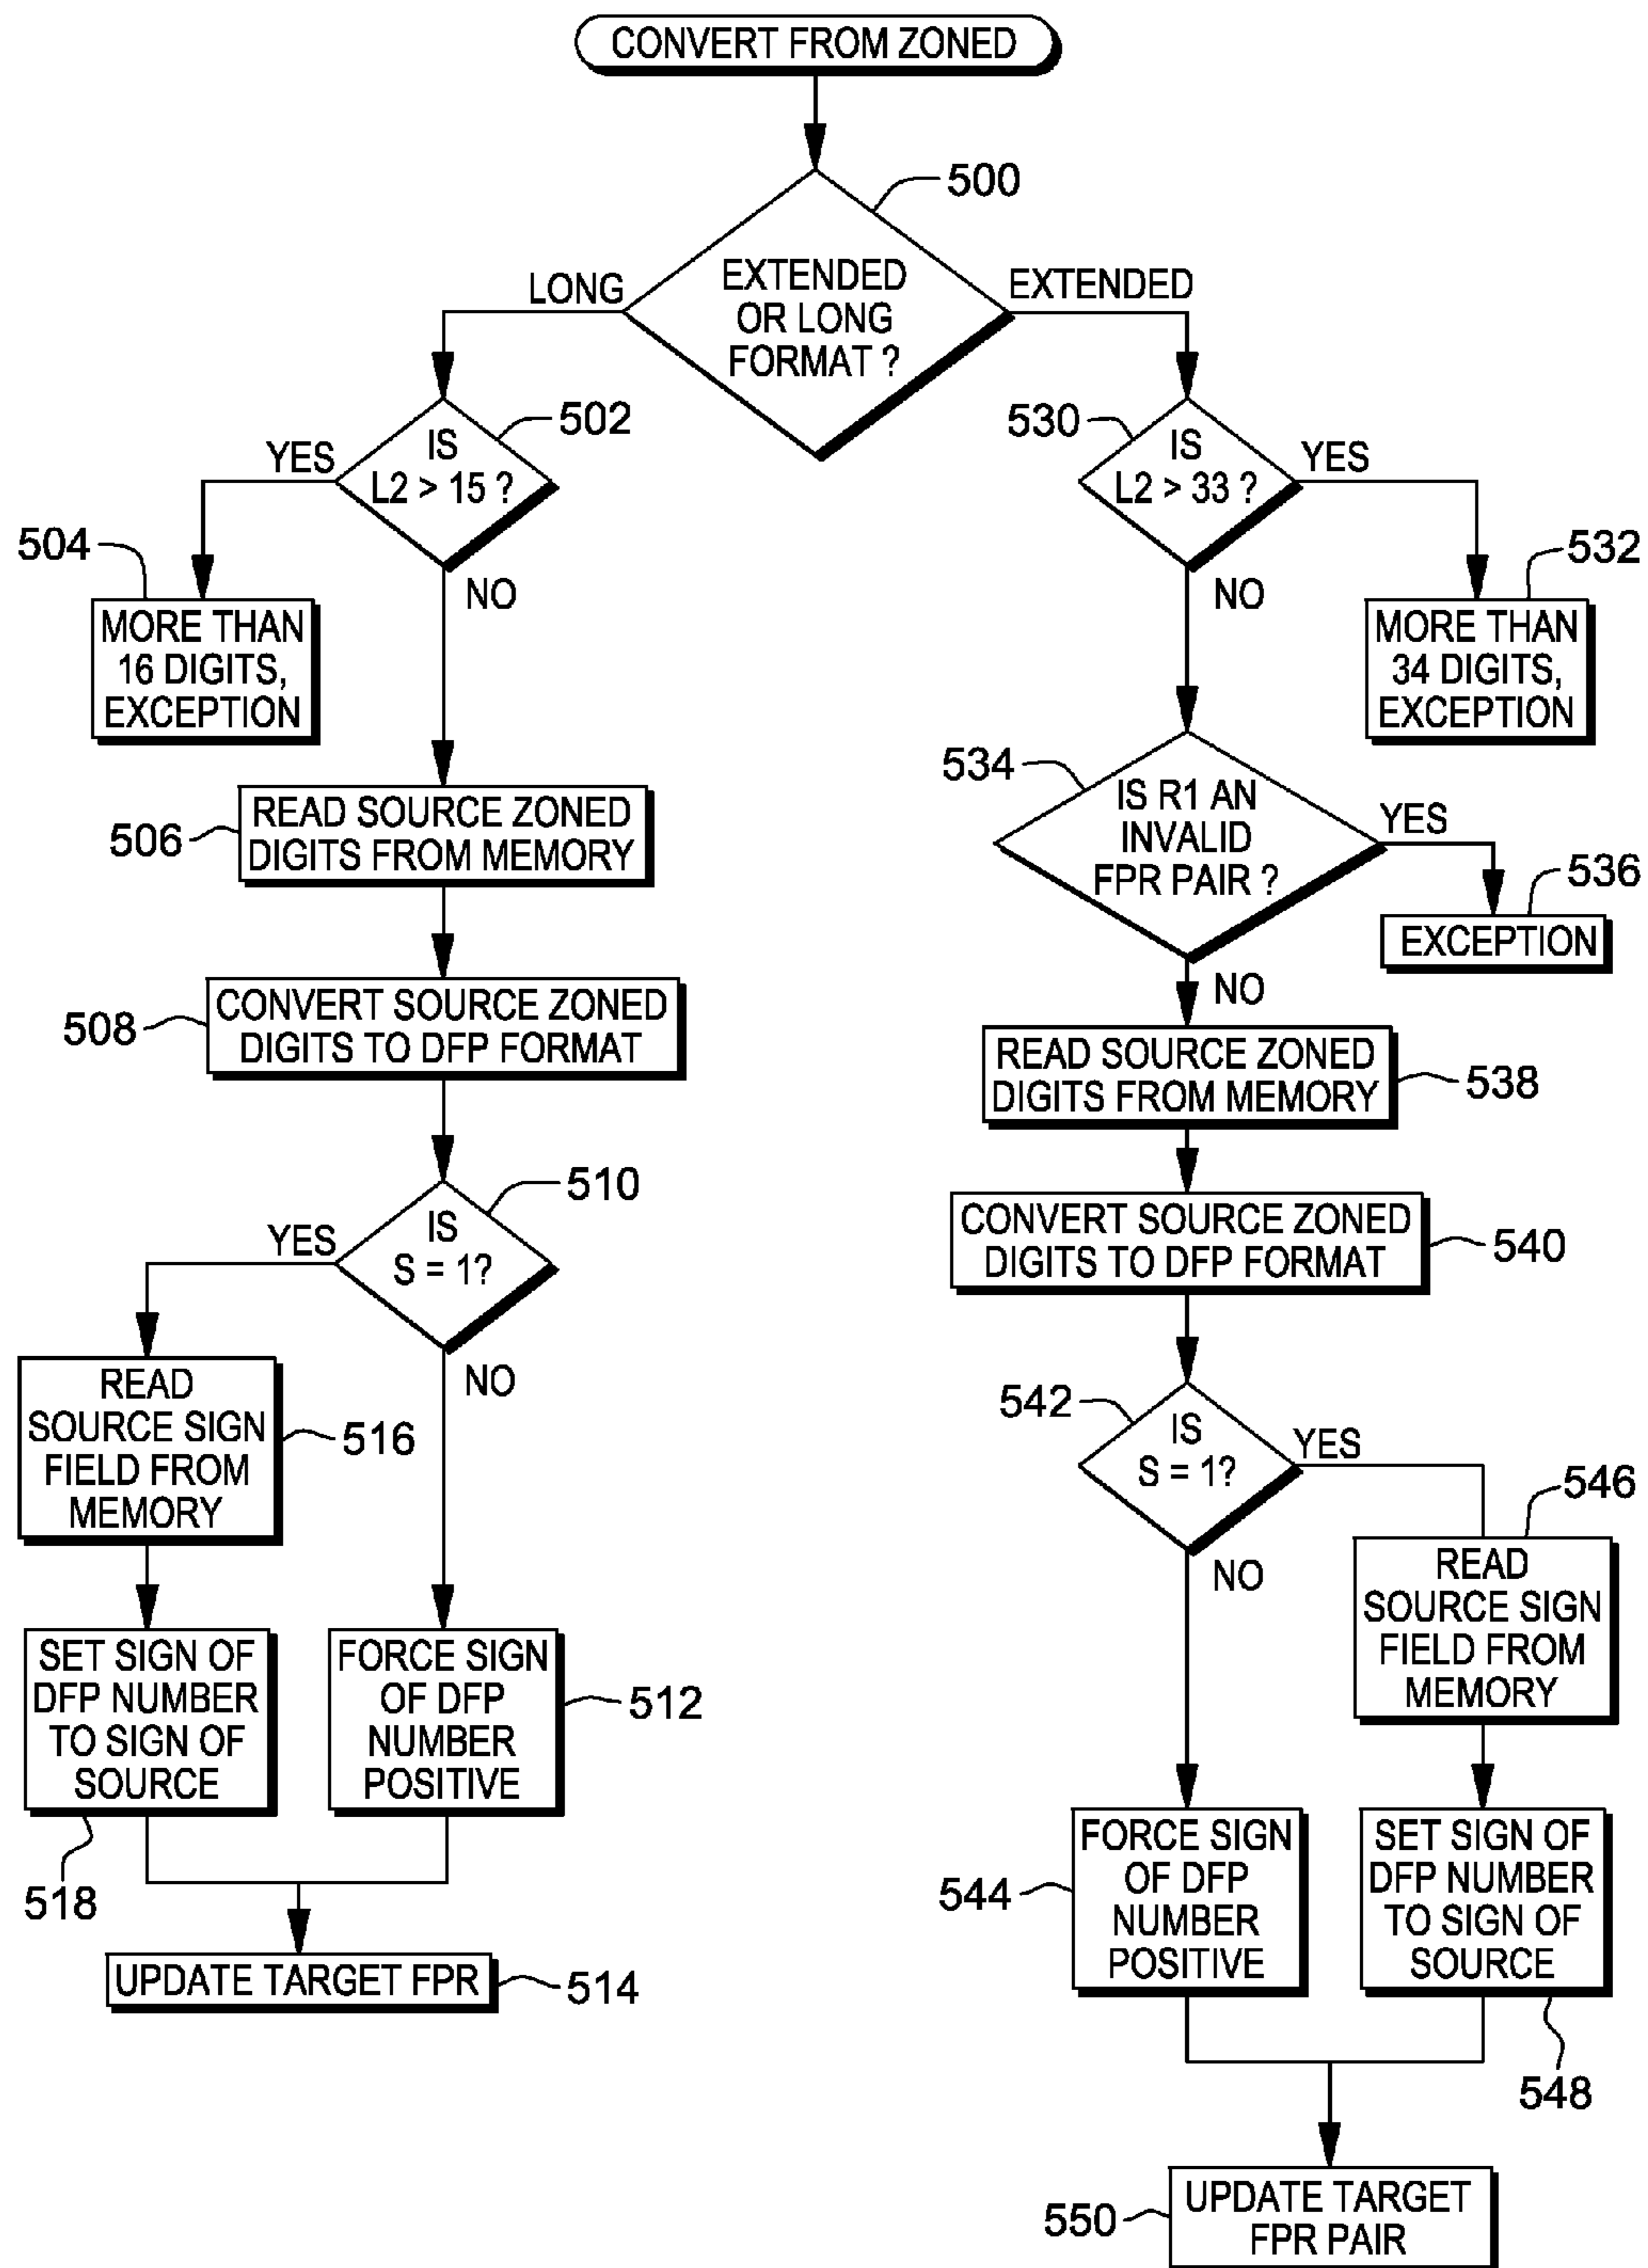 CONVERT FROM ZONED
500
EXTENDED
OR LONG
FORMAT ?
LONG
EXTENDED
502
IS
L2 > 15 ?
YES
NO
504
MORE THAN
16 DIGITS,
EXCEPTION
506
READ SOURCE ZONED
DIGITS FROM MEMORY
508
CONVERT SOURCE ZONED
DIGITS TO DFP FORMAT
510
IS
S = 1?
YES
NO
READ
SOURCE SIGN
FIELD FROM
MEMORY
516
SET SIGN OF
DFP NUMBER
TO SIGN OF
SOURCE
518
FORCE SIGN
OF DFP
NUMBER
POSITIVE
512
UPDATE TARGET FPR
514
530
IS
L2 > 33 ?
YES
NO
532
MORE THAN
34 DIGITS,
EXCEPTION
534
IS R1 AN
INVALID
FPR PAIR ?
YES
NO
536
EXCEPTION
READ SOURCE ZONED
DIGITS FROM MEMORY
538
CONVERT SOURCE ZONED
DIGITS TO DFP FORMAT
540
542
IS
S = 1?
YES
NO
546
READ
SOURCE SIGN
FIELD FROM
MEMORY
544
FORCE SIGN
OF DFP
NUMBER
POSITIVE
SET SIGN OF
DFP NUMBER
TO SIGN OF
SOURCE
548
550
UPDATE TARGET
FPR PAIR